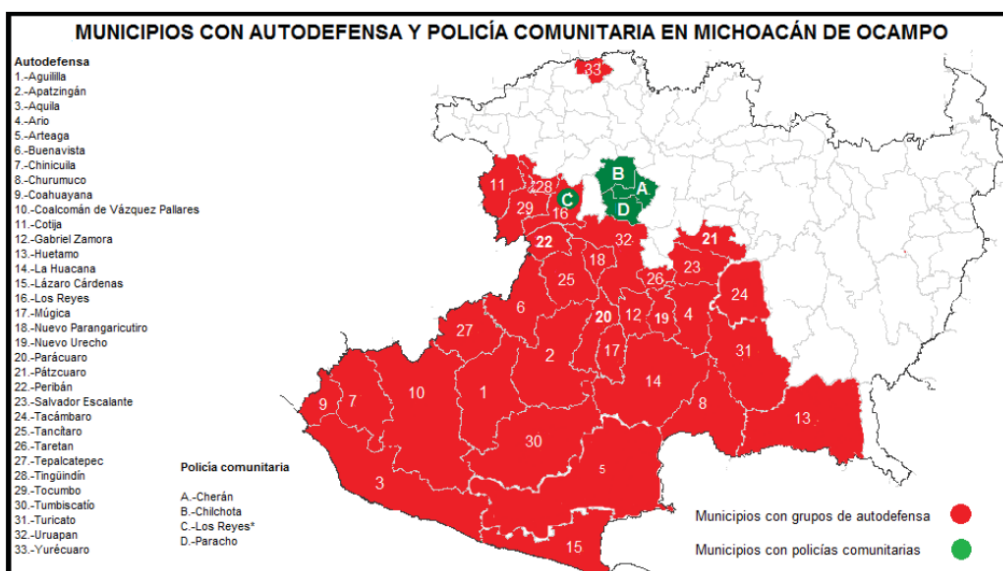 MUNICIPIOS CON AUTODEFENSA Y POLICÍA COMUNITARIA EN MICHOACÁN DE OCAMPO
Autodefensa
1.-Aguililla
2.-Apatzingán
3.-Aquila
4.-Ario
5.-Arteaga
6.-Buenavista
7.-Chinicuila
8.-Churumuco
9.-Coahuayana
10.-Coalcomán de Vázquez Pallares
11.-Cotija
12.-Gabriel Zamora
13.-Huetamo
14.-La Huacana
15.-Lázaro Cárdenas
16.-Los Reyes
17.-Múgica
18.-Nuevo Parangaricutiro
19.-Nuevo Urecho
20.-Parácuaro
21.-Pátzcuaro
22.-Peribán
23.-Salvador Escalante
24.-Tacámbaro
25.-Tancítaro
26.-Taretan
27.-Tepalcatepec
28.-Tingüindín
29.-Tocumbo
30.-Tumbiscatío
31.-Turicato
32.-Uruapan
33.-Yurécuaro
Policía comunitaria
A.-Cherán
B.-Chilchota
C.-Los Reyes*
D.-Paracho
33
B
A
11
28
C
29
16
D
22
32
21
18
23
25
26
24
6
20
12
19
4
27
17
31
2
10
1
14
9
7
8
13
30
3
5
15
Municipios con grupos de autodefensa
Municipios con policías comunitarias